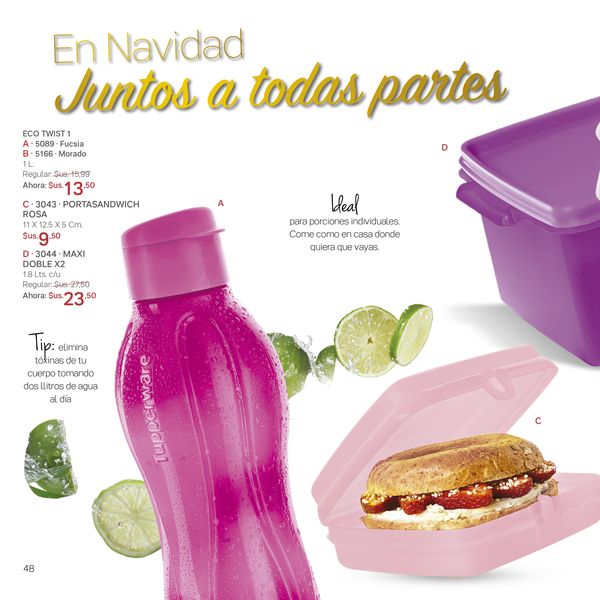 En Navidad
Juntos a todas partes
ECO TWIST 1
A · 5089 · Fucsia
B · 5166 · Morado
1 L.
Regular: $us. 15,99
Ahora: $us.13,50
C · 3043 · PORTASANDWICH
ROSA
11 X 12.5 X 5 Cm.
$us.9,50
D · 3044 · MAXI
DOBLE X2
1.8 Lts. c/u
Regular: $us. 27,50
Ahora: $us.23,50
A
Ideal
para porciones individuales.
Come como en casa donde
quiera que vayas.
D
Tip: elimina
toxinas de tu
cuerpo tomando
dos llitros de agua
al día
tupperware
C
48